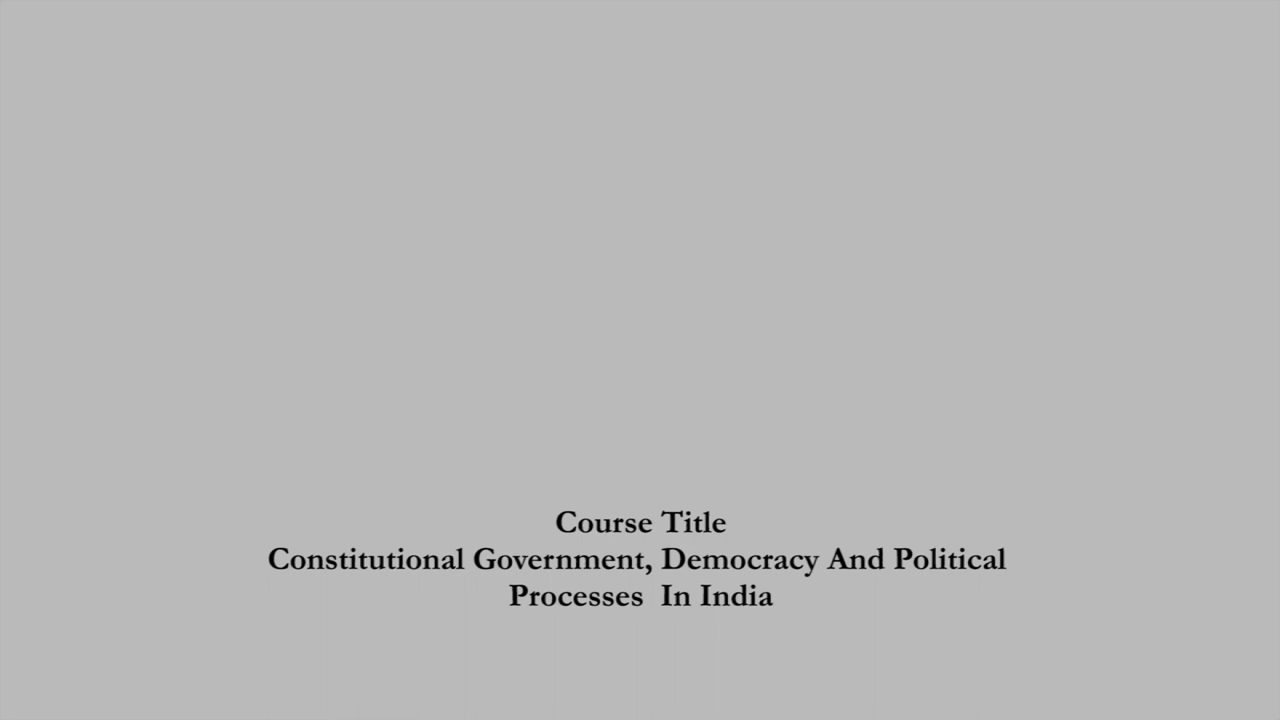 Course Title
Constitutional Government, Democracy And Political
Processes  In India